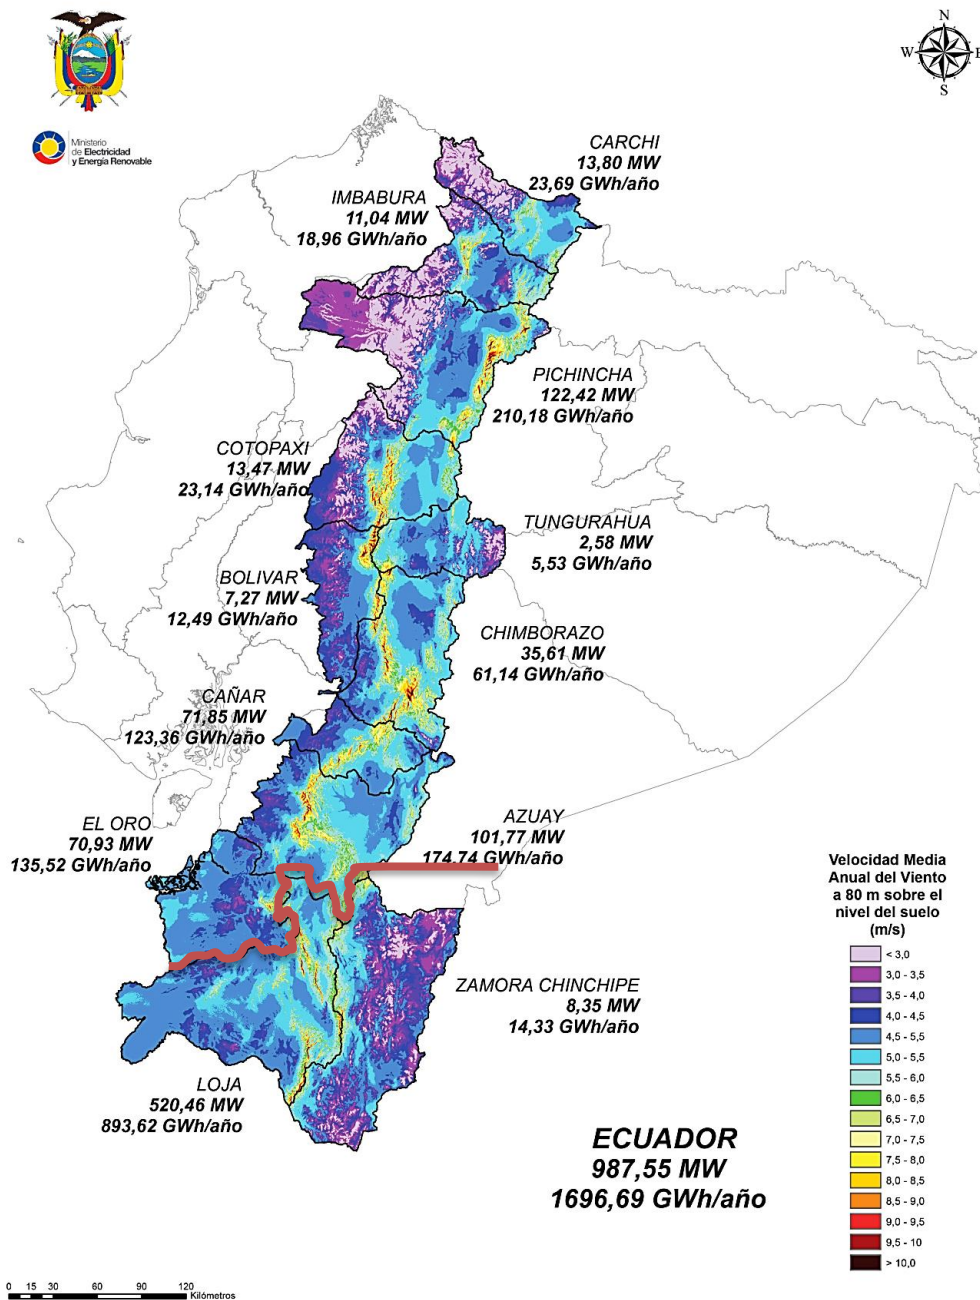 N
W
E
S
Ministerio
de Electricidad
y Energía Renovable
CARCHI
13,80 MW
23,69 GWh/año
IMBABURA
11,04 MW
18,96 GWh/año
PICHINCHA
122,42 MW
210,18 GWh/año
COTOPAXI
13,47 MW
23,14 GWh/año
TUNGURAHUA
2,58 MW
5,53 GWh/año
BOLIVAR
7,27 MW
12,49 GWh/año
CHIMBORAZO
35,61 MW
61,14 GWh/año
CAÑAR
71,85 MW
123,36 GWh/año
AZUAY
101,77 MW
174,74 GWh/año
EL ORO
70,93 MW
135,52 GWh/año
ZAMORA CHINCHIPE
8,35 MW
14,33 GWh/año
LOJA
520,46 MW
893,62 GWh/año
ECUADOR
987,55 MW
1696,69 GWh/año
Velocidad Media
Anual del Viento
a 80 m sobre el
nivel del suelo
(m/s)
< 3,0
3,0 - 3,5
3,5 - 4,0
4,0 - 4,5
4,5 - 5,5
5,0 - 5,5
5,5 - 6,0
6,0 - 6,5
6,5 - 7,0
7,0 - 7,5
7,5 - 8,0
8,0 - 8,5
8,5 - 9,0
9,0 - 9,5
9,5 - 10
> 10,0
0 15 30 60 90 120
Kilómetros